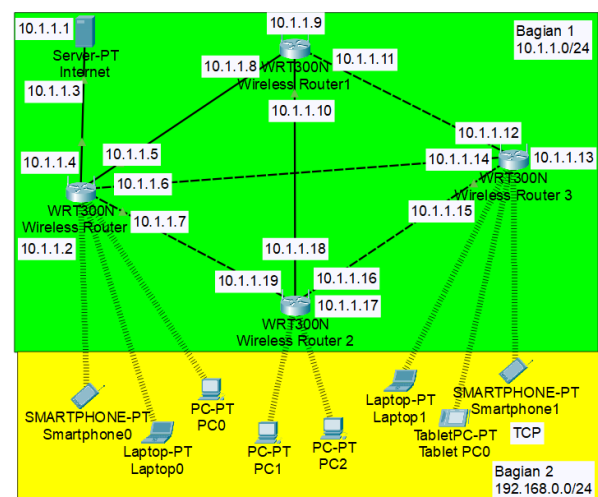 10.1.1.9
10.1.1.1
Bagian 1
10.1.1.0/24
Server-PT
Internet
10.1.1.8
10.1.1.11
WRT300N
Wireless Router1
10.1.1.3
10.1.1.10
10.1.1.12
10.1.1.4
10.1.1.5
10.1.1.14
10.1.1.13
10.1.1.6
WRT300N
Wireless Router 3
WRT300N
Wireless Router
10.1.1.7
10.1.1.15
10.1.1.2
10.1.1.18
10.1.1.19
10.1.1.16
10.1.1.17
WRT300N
Wireless Router 2
SMARTPHONE-PT
Smartphone0
Laptop-PT
Laptop0
PC-PT
PC0
PC-PT
PC1
PC-PT
PC2
Laptop-PT
Laptop1
TabletPC-PT
Tablet PC0
SMARTPHONE-PT
Smartphone1
TCP
Bagian 2
192.168.0.0/24